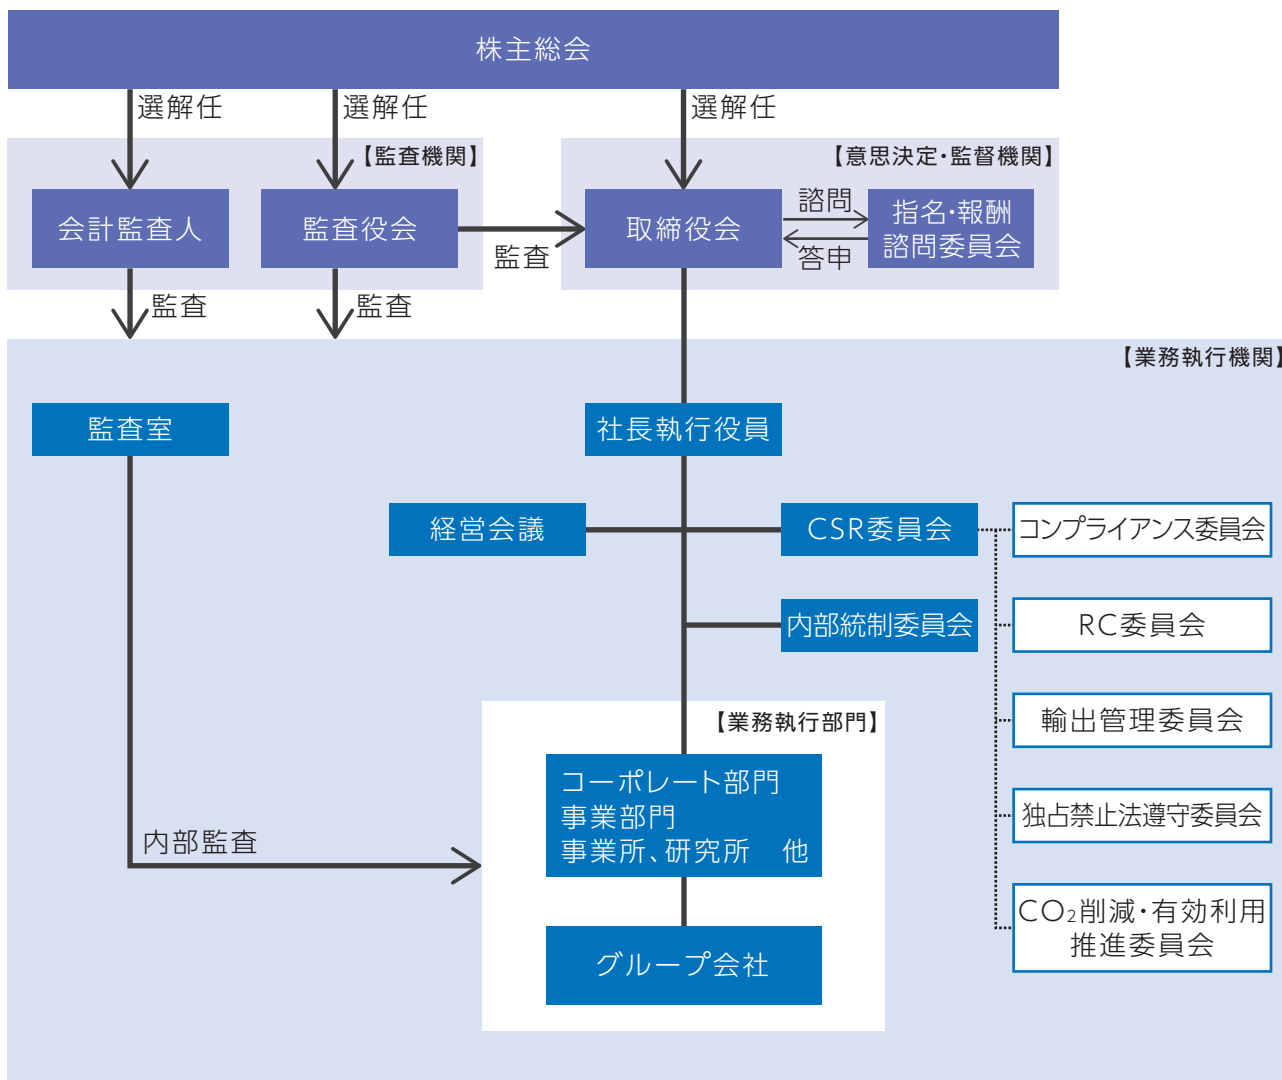 株主総会
選解任
選解任
選解任
【監査機関】
【意思決定・監督機関】
会計監査人
監査役会
監査
取締役会
諮問
答申
指名・報酬
諮問委員会
監査
監査
【業務執行機関】
監査室
社長執行役員
経営会議
CSR委員会
コンプライアンス委員会
内部統制委員会
RC委員会
輸出管理委員会
独占禁止法遵守委員会
CO₂削減・有効利用
推進委員会
【業務執行部門】
コーポレート部門
事業部門
事業所、研究所　他
内部監査
グループ会社